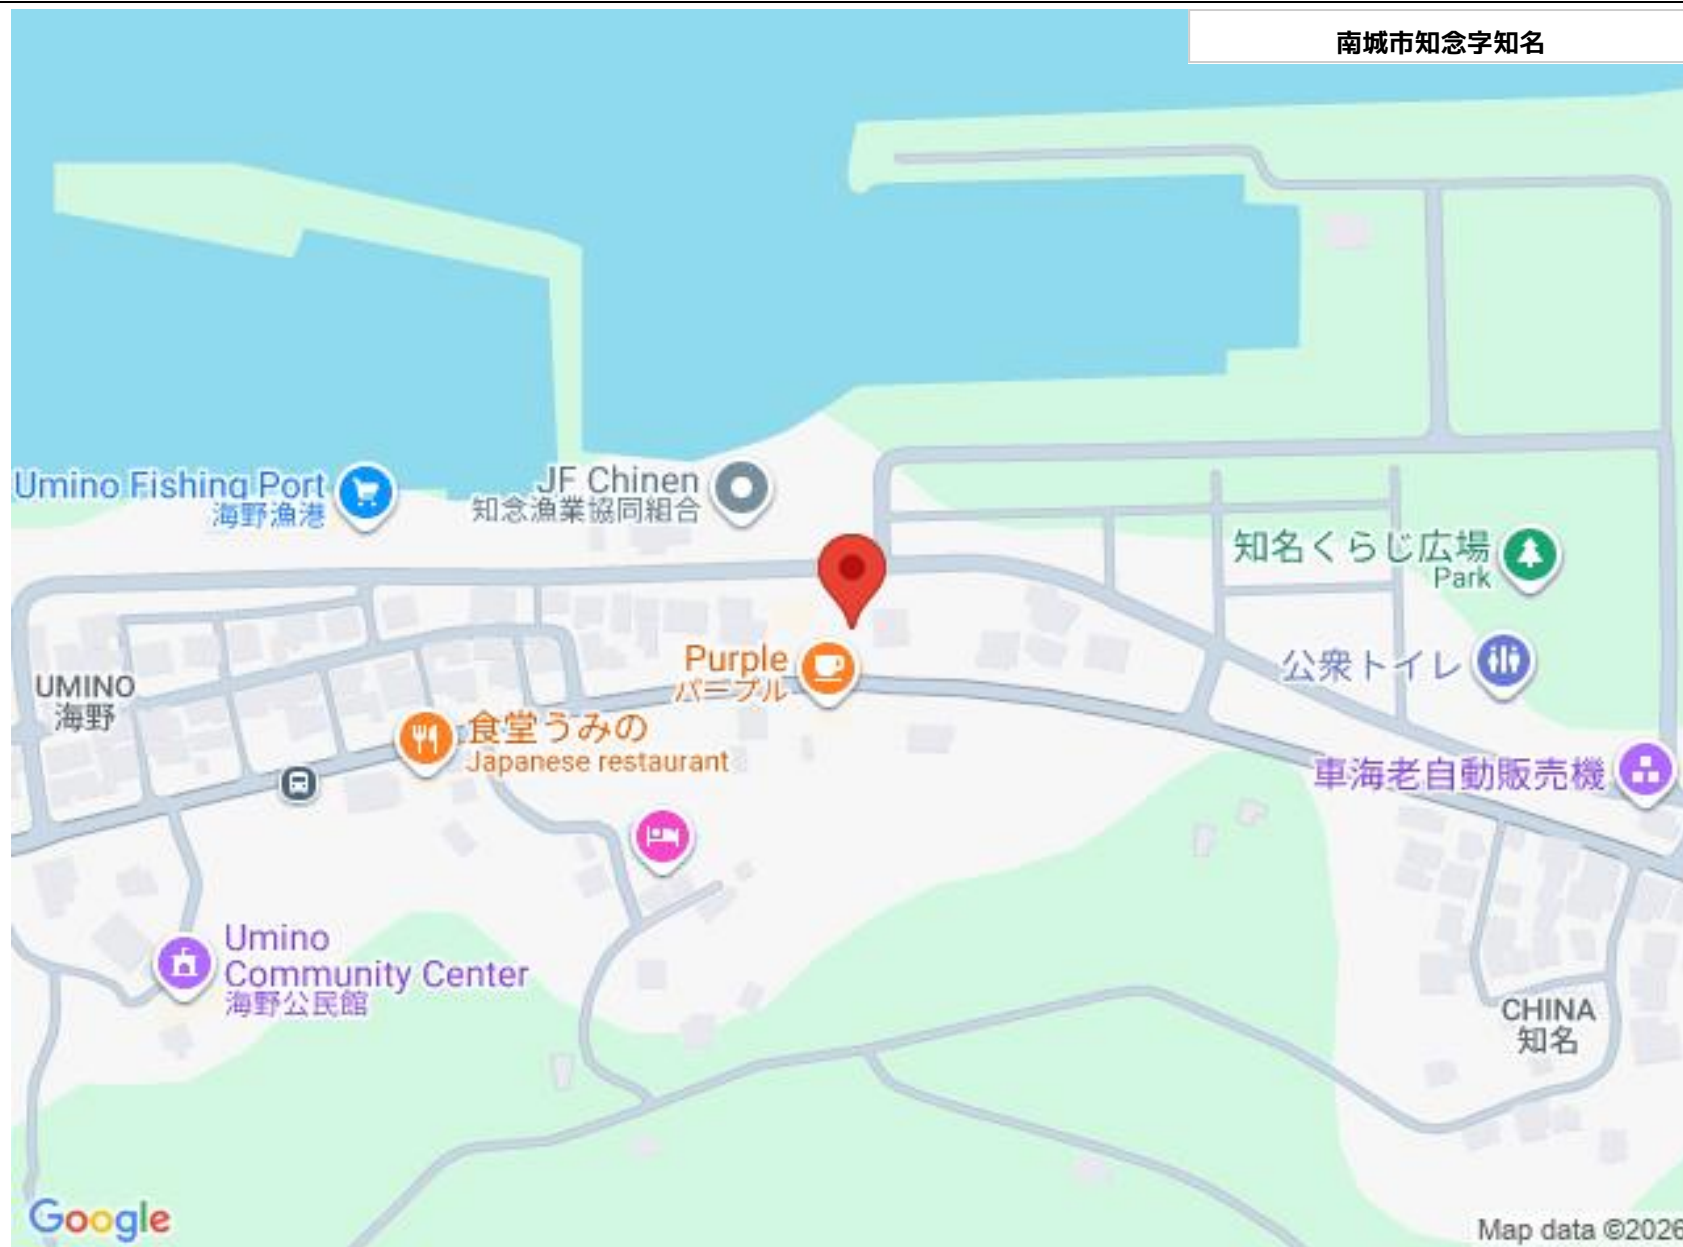 南城市知念字知名
Umino Fishing Port
海野漁港
JF Chinen
知念漁業協同組合
知名くらじ広場
Park
Purple
パープル
公衆トイレ
UMINO
海野
食堂うみの
Japanese restaurant
車海老自動販売機
Umino
Community Center
海野公民館
CHINA
知名
Google
Map data ©2026